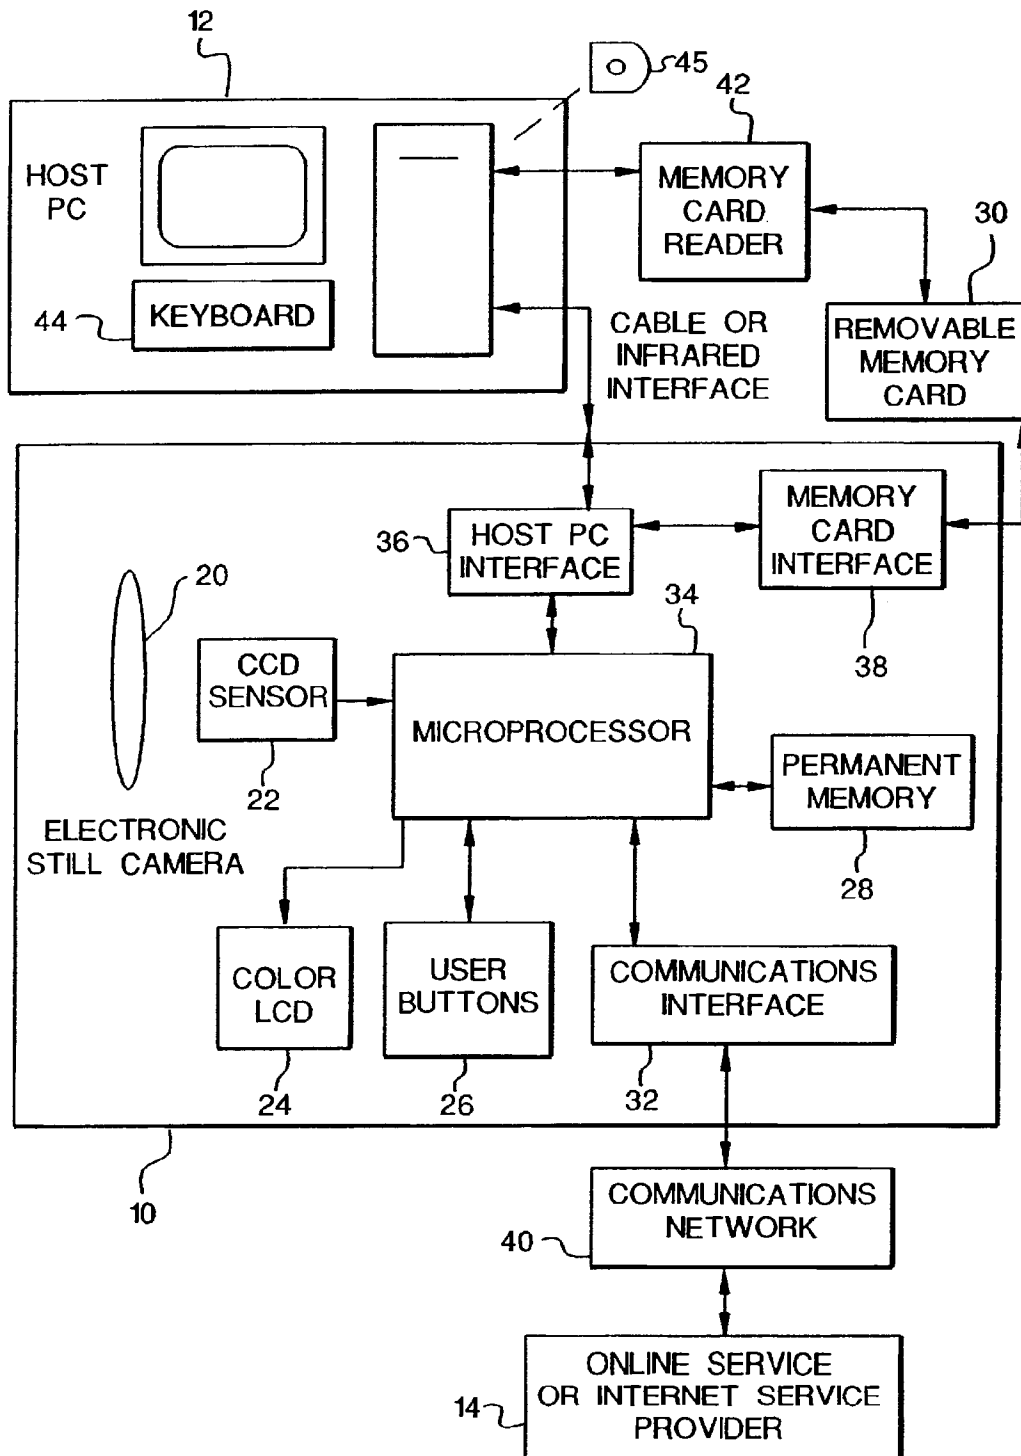 12
45
42
HOST
PC
MEMORY
CARD
READER
30
44
KEYBOARD
CABLE OR
INFRARED
INTERFACE
REMOVABLE
MEMORY
CARD
36
HOST PC
INTERFACE
MEMORY
CARD
INTERFACE
38
20
34
CCD
SENSOR
22
MICROPROCESSOR
PERMANENT
MEMORY
28
ELECTRONIC
STILL CAMERA
COLOR
LCD
24
USER
BUTTONS
26
COMMUNICATIONS
INTERFACE
32
10
COMMUNICATIONS
NETWORK
40
ONLINE SERVICE
OR INTERNET SERVICE
PROVIDER
14